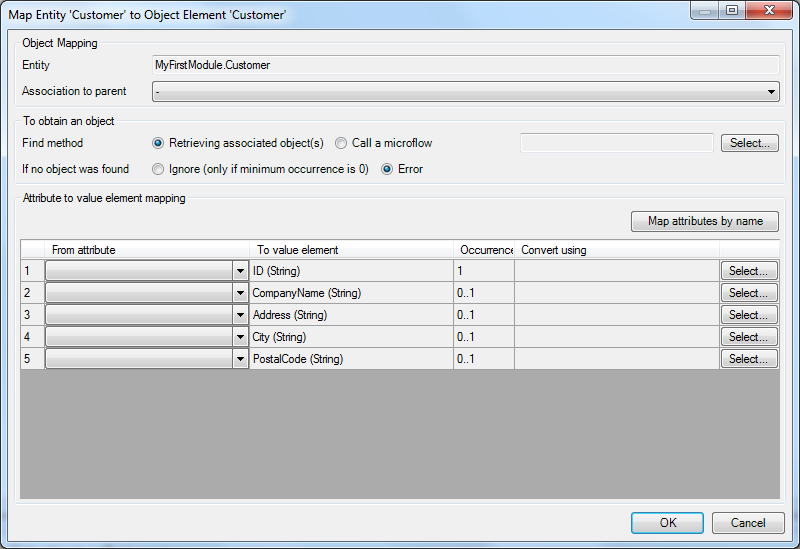 Map Entity 'Customer' to Object Element 'Customer'
Object Mapping
Entity MyFirstModule.Customer
Association to parent -
To obtain an object
Find method Retrieving associated object(s) Call a microflow Select...
If no object was found Ignore (only if minimum occurrence is 0) Error
Attribute to value element mapping
Map attributes by name
From attribute To value element Occurrence Convert using
1 ID (String) 1 Select...
2 CompanyName (String) 0..1 Select...
3 Address (String) 0..1 Select...
4 City (String) 0..1 Select...
5 PostalCode (String) 0..1 Select...
OK Cancel